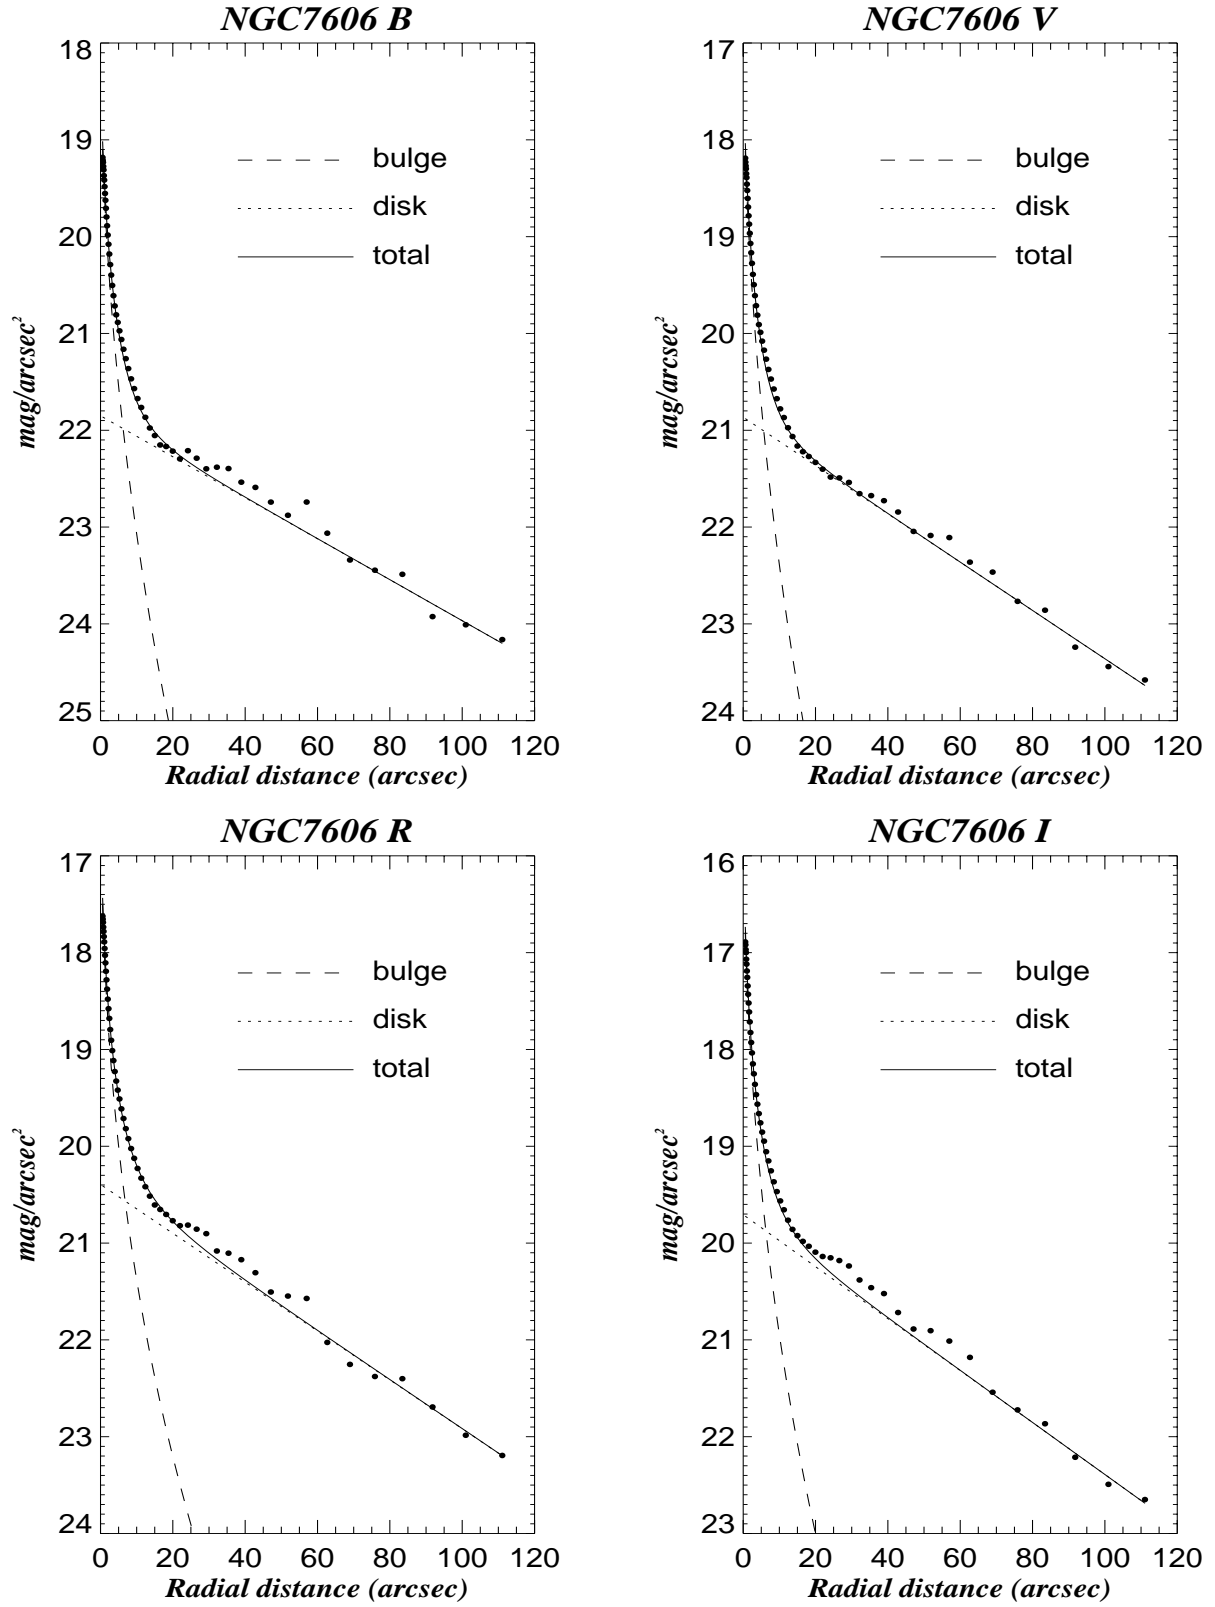 NGC7606 B
18
19
20
21
22
23
24
25
mag/arcsec²
bulge
disk
total
0 20 40 60 80 100 120
Radial distance (arcsec)
NGC7606 V
17
18
19
20
21
22
23
24
mag/arcsec²
bulge
disk
total
0 20 40 60 80 100 120
Radial distance (arcsec)
NGC7606 R
17
18
19
20
21
22
23
24
mag/arcsec²
bulge
disk
total
0 20 40 60 80 100 120
Radial distance (arcsec)
NGC7606 I
16
17
18
19
20
21
22
23
mag/arcsec²
bulge
disk
total
0 20 40 60 80 100 120
Radial distance (arcsec)